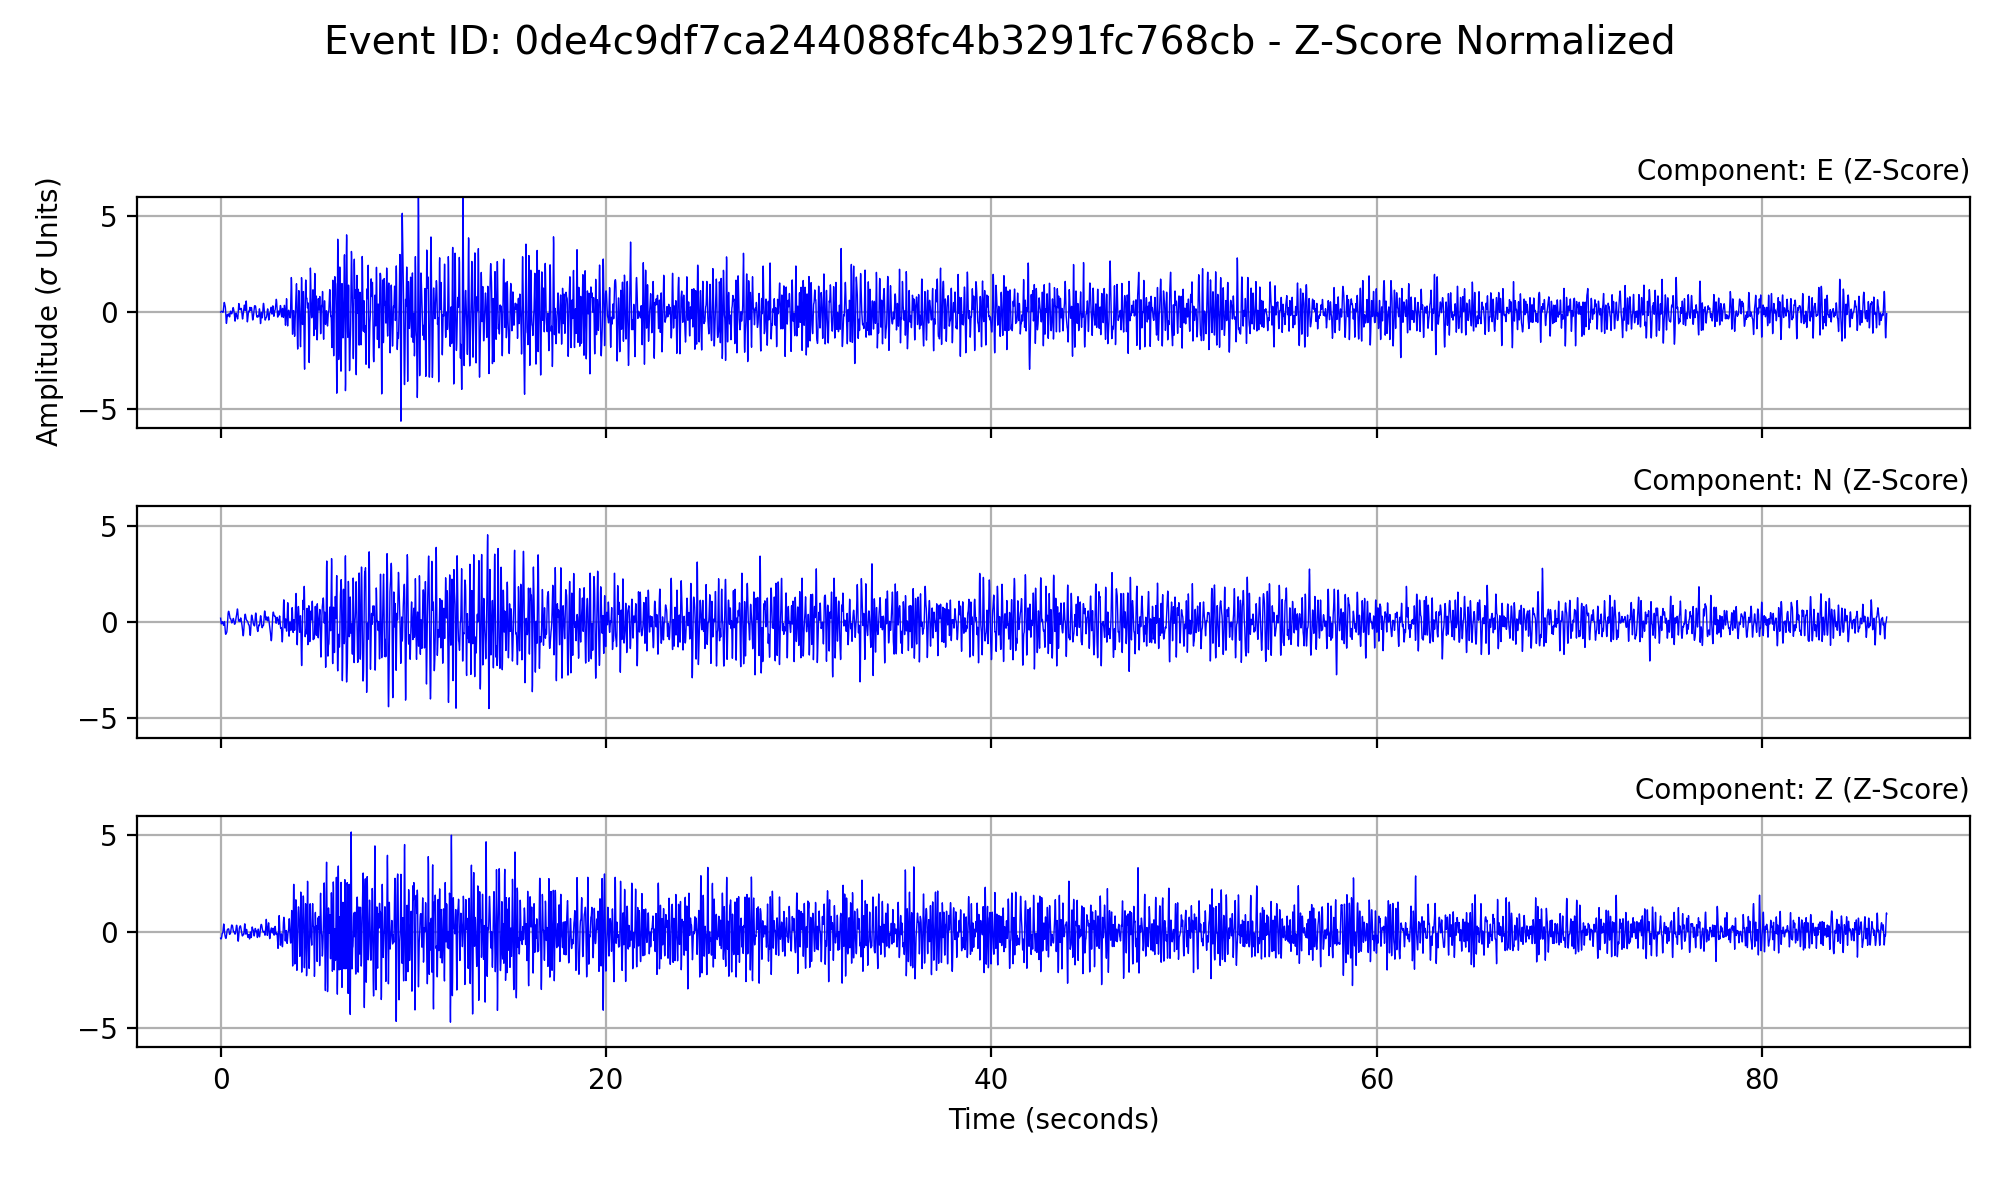 Event ID: 0de4c9df7ca244088fc4b3291fc768cb - Z-Score Normalized
Component: E (Z-Score)
Amplitude (σ Units)
5
0
−5
Component: N (Z-Score)
5
0
−5
Component: Z (Z-Score)
5
0
−5
0 20 40 60 80
Time (seconds)